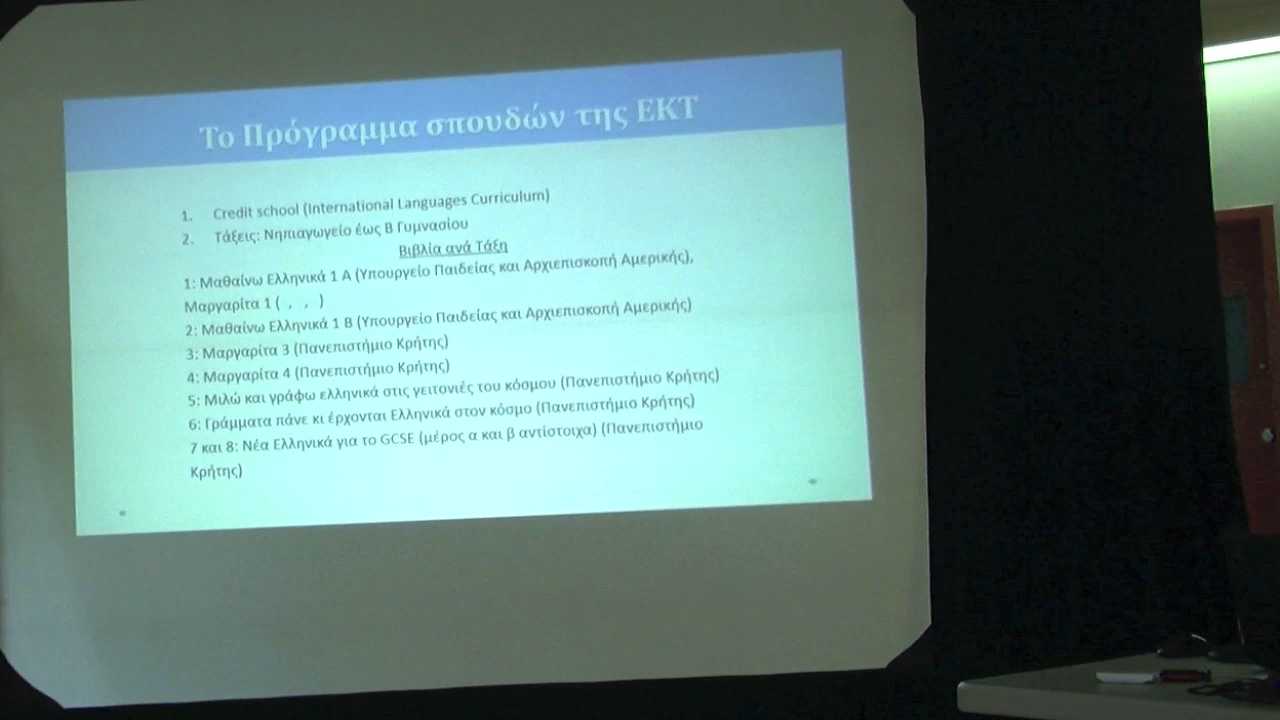 Το Πρόγραμμα σπουδών της ΕΚΤ
1. Credit school (International Languages Curriculum)
2. Τάξεις: Νηπιαγωγείο έως Β Γυμνασίου
Βιβλία ανά Τάξη
1: Μαθαίνω Ελληνικά 1 Α (Υπουργείο Παιδείας και Αρχιεπισκοπή Αμερικής),
Μαργαρίτα 1 ( , , )
2: Μαθαίνω Ελληνικά 1 Β (Υπουργείο Παιδείας και Αρχιεπισκοπή Αμερικής)
3: Μαργαρίτα 3 (Πανεπιστήμιο Κρήτης)
4: Μαργαρίτα 4 (Πανεπιστήμιο Κρήτης)
5: Μιλώ και γράφω ελληνικά στις γειτονιές του κόσμου (Πανεπιστήμιο Κρήτης)
6: Γράμματα πάνε κι έρχονται Ελληνικά στον κόσμο (Πανεπιστήμιο Κρήτης)
7 και 8: Νέα Ελληνικά για το GCSE (μέρος α και β αντίστοιχα) (Πανεπιστήμιο
Κρήτης)